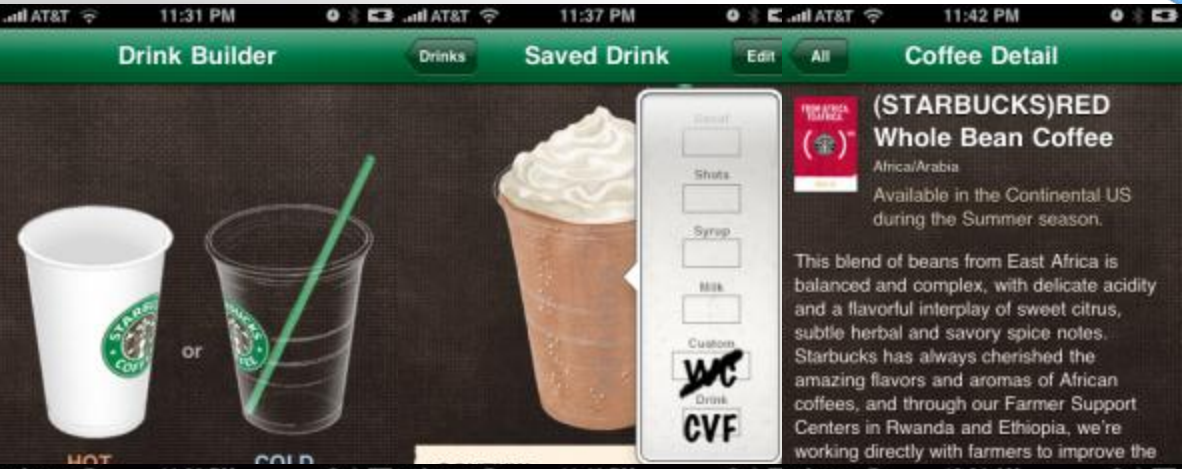 AT&T 11:31 PM
Drink Builder
STARBUCKS COFFEE
or
HOT
COLD
AT&T 11:37 PM
Drinks
Saved Drink
Edit
Decaf
Shots
Syrup
Milk
Custom
WC
Drink
CVF
AT&T 11:42 PM
All
Coffee Detail
(STARBUCKS)RED
Whole Bean Coffee
Africa/Arabia
Available in the Continental US
during the Summer season.
This blend of beans from East Africa is
balanced and complex, with delicate acidity
and a flavorful interplay of sweet citrus,
subtle herbal and savory spice notes.
Starbucks has always cherished the
amazing flavors and aromas of African
coffees, and through our Farmer Support
Centers in Rwanda and Ethiopia, we're
working directly with farmers to improve the